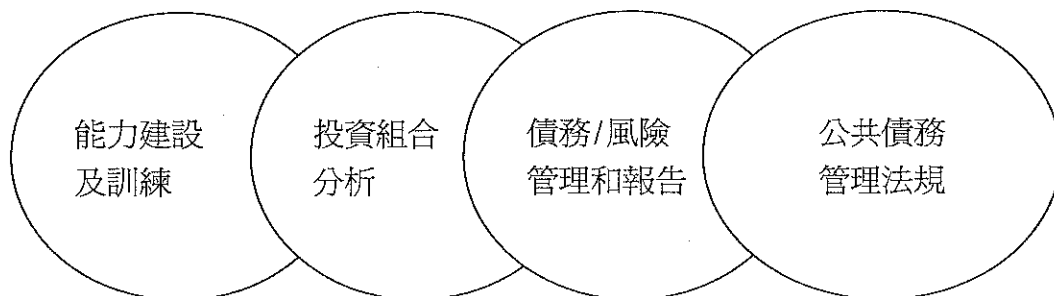 能力建設
及訓練
投資組合
分析
債務/風險
管理和報告
公共債務
管理法規